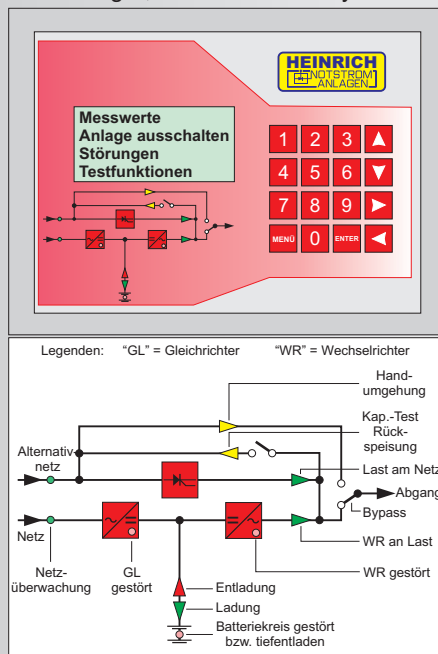 HEINRICH
NOTSTROM
ANLAGEN
Messwerte
Anlage ausschalten
Störungen
Testfunktionen
1 2 3
4 5 6
7 8 9
MENÜ 0 ENTER
Legenden: "GL" = Gleichrichter "WR" = Wechselrichter
Hand-
umgehung
Kap.-Test
Rück-
speisung
Alternativ
netz
Last am Netz
Abgang
Bypass
Netz
WR an Last
Netz-
überwachung
GL
gestört
Entladung
WR gestört
Ladung
Batteriekreis gestört
bzw. tiefentladen